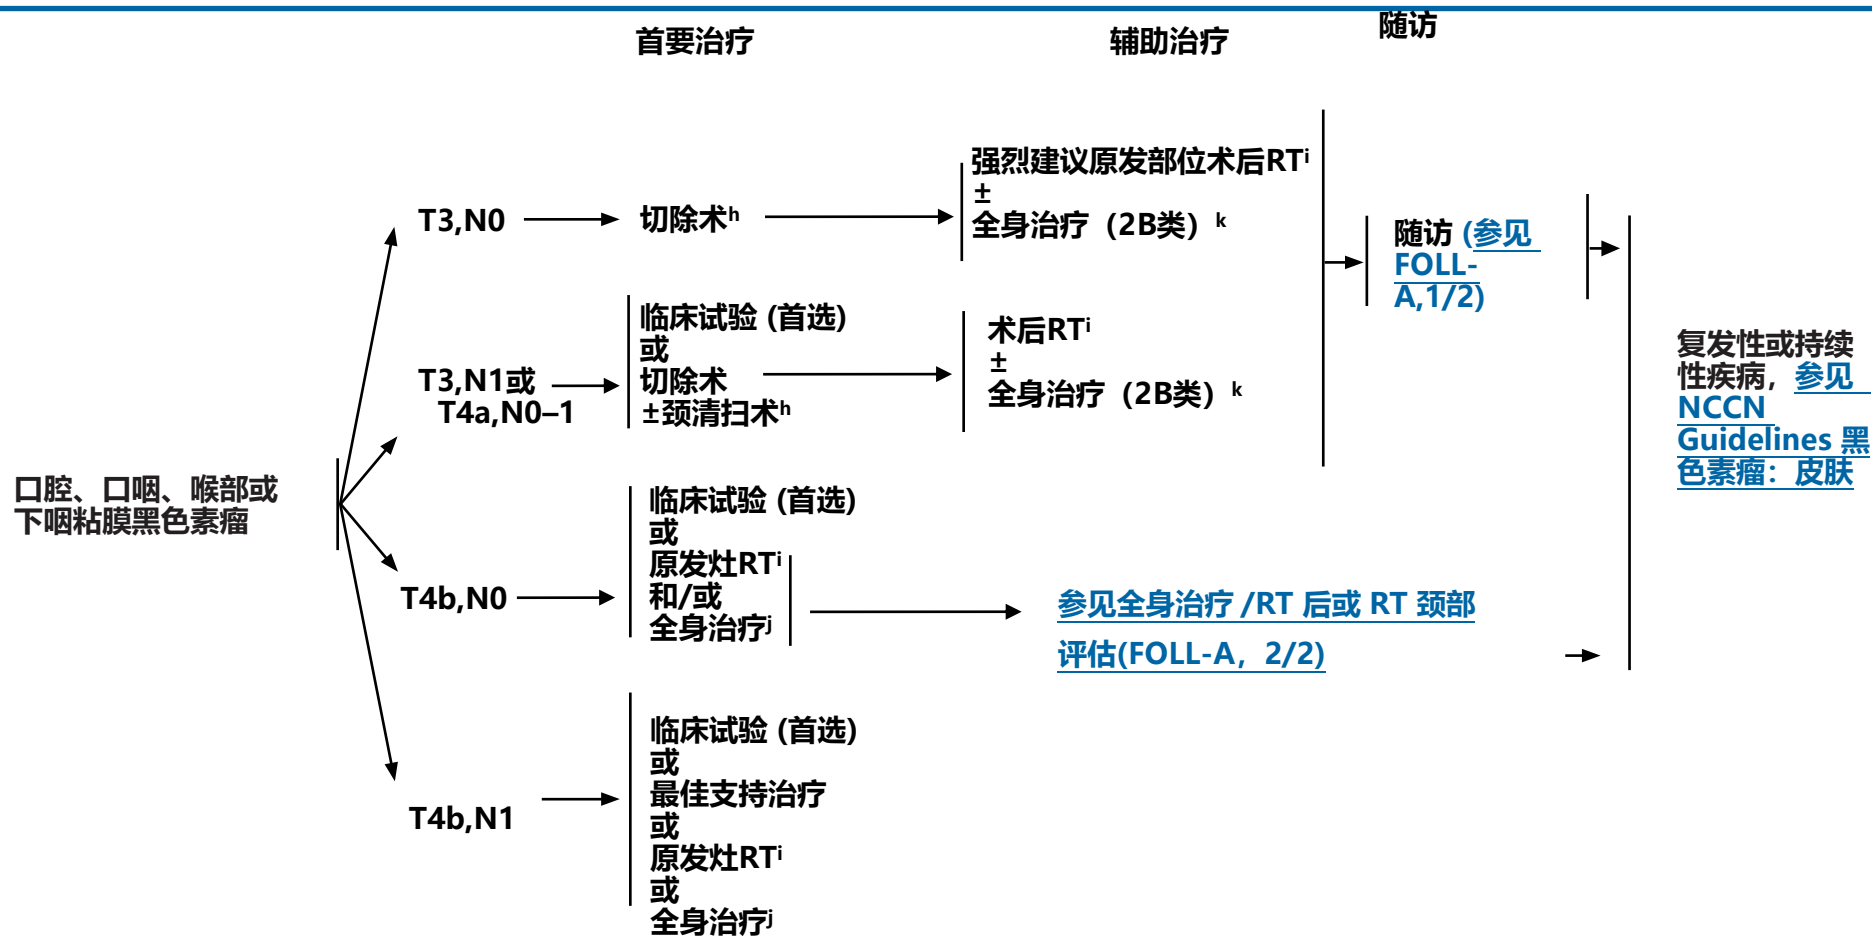 首要治疗
辅助治疗
随访
口腔、口咽、喉部或
下咽粘膜黑色素瘤
T3,N0
切除术h
强烈建议原发部位术后RTi
±
全身治疗（2B类）k
T3,N1或
T4a,N0–1
临床试验 (首选)
或
切除术
±颈清扫术h
术后RTi
±
全身治疗（2B类）k
随访 (参见
FOLL-
A,1/2)
T4b,N0
临床试验 (首选)
或
原发灶RTi
和/或
全身治疗j
参见全身治疗 /RT 后或 RT 颈部
评估(FOLL-A，2/2)
T4b,N1
临床试验 (首选)
或
最佳支持治疗
或
原发灶RTi
或
全身治疗j
复发性或持续
性疾病，参见
NCCN
Guidelines 黑
色素瘤：皮肤